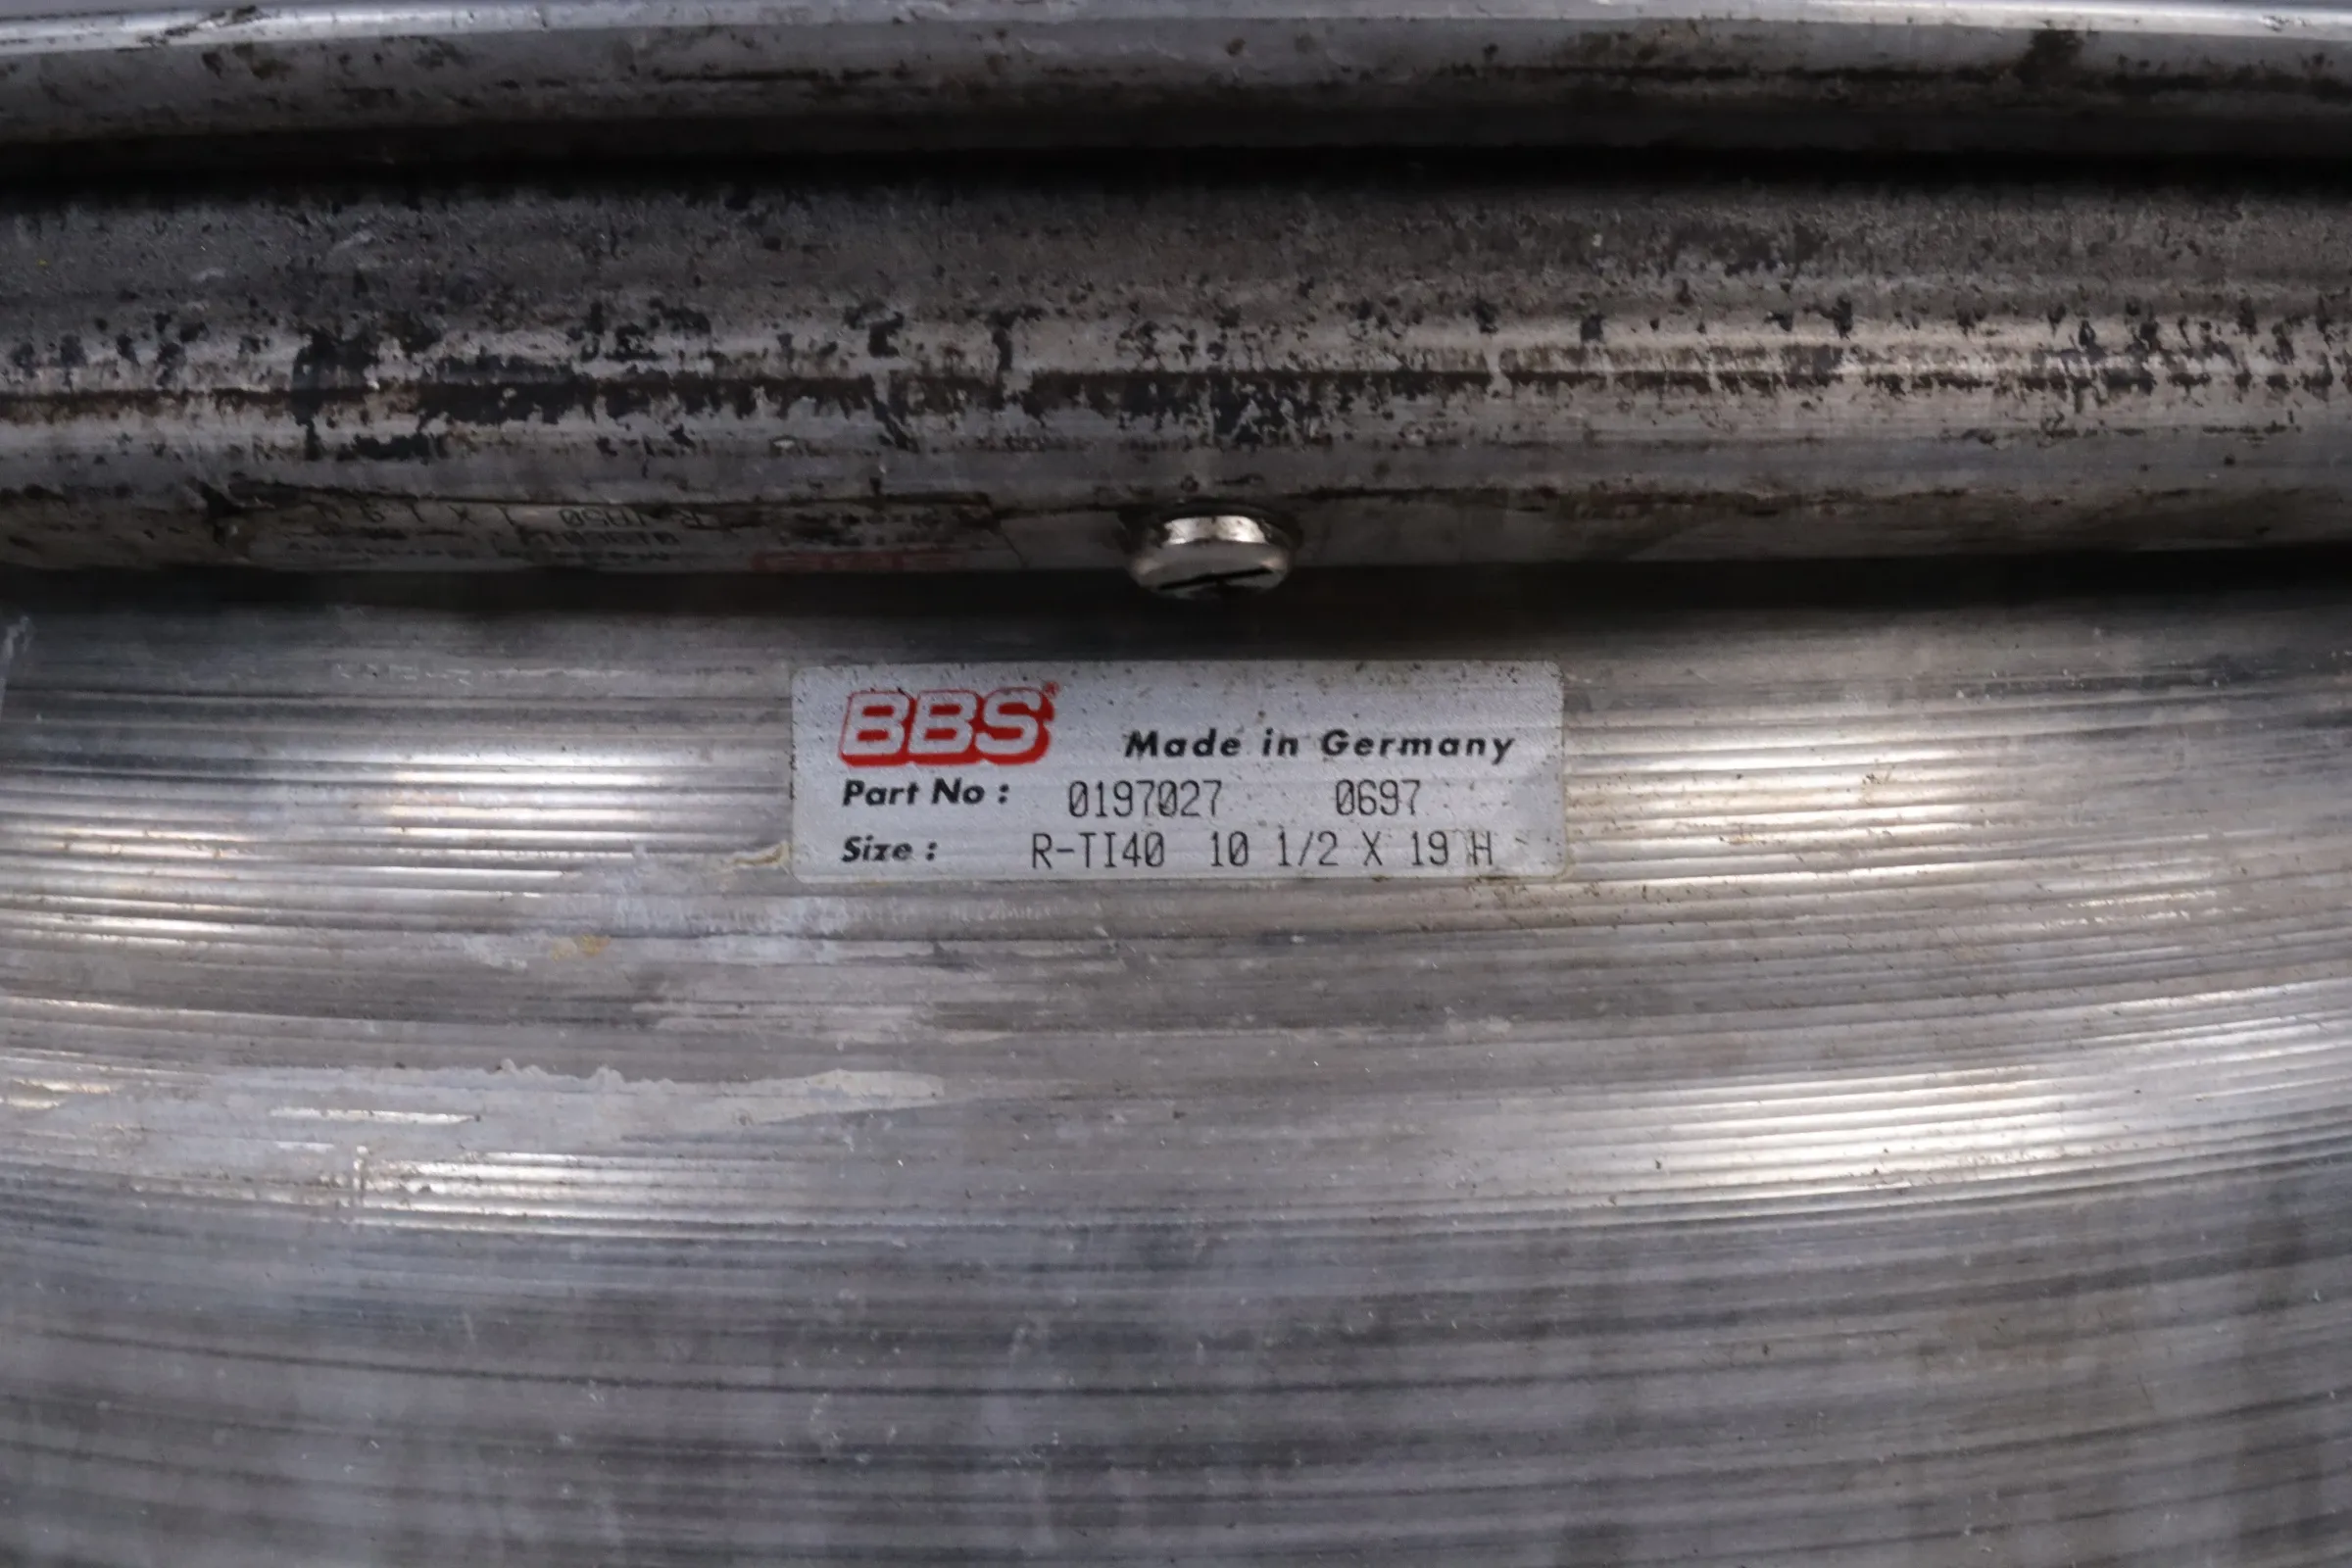 BBS®
Made in Germany
Part No : 0197027 0697
Size : R-TI40 10 1/2 X 19 H